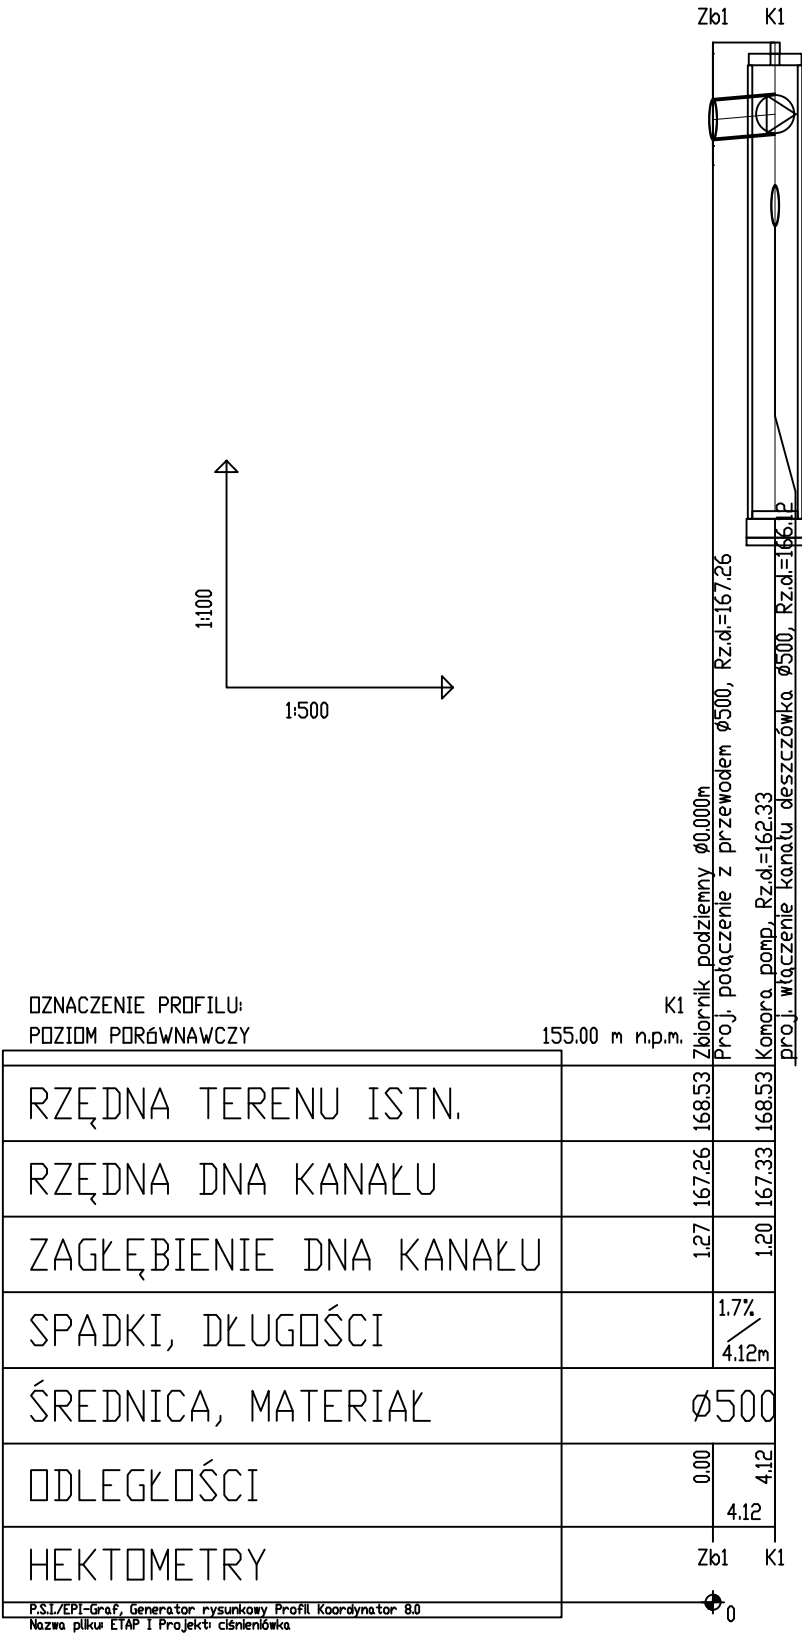 Zb1 K1
1:100
1:500
Zbiornik podziemny ø0.000m
Proj. połączenie z przewodem ø500, Rz.d.=167.26
Komora pomp, Rz.d.=162.33
proj. włączenie kanału deszczówka ø500, Rz.d.=166.12
OZNACZENIE PROFILU: K1
POZIOM PORóWNAWCZY 155.00 m n.p.m.
RZĘDNA TERENU ISTN. 168.53 168.53
RZĘDNA DNA KANAŁU 167.26 167.33
ZAGŁĘBIENIE DNA KANAŁU 1.27 1.20
SPADKI, DŁUGOŚCI 1.7% 4.12m
ŚREDNICA, MATERIAŁ ø500
ODLEGŁOŚCI 0.00 4.12
4.12
HEKTOMETRY Zb1 K1
0
P.S.I./EPI-Graf, Generator rysunkowy Profil Koordynator 8.0
Nazwa pliku: ETAP I Projekt: ciśnieniówka